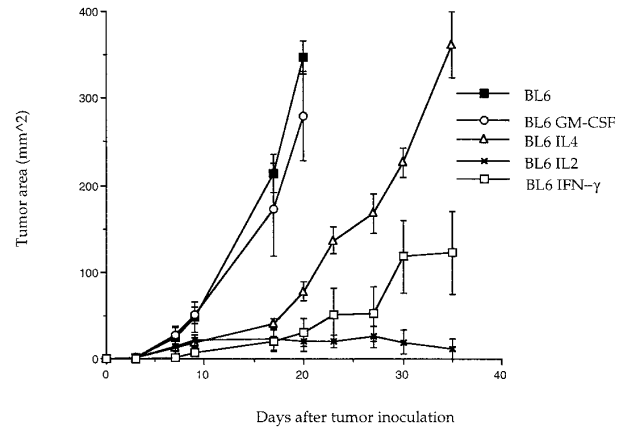 400
300
200
100
0
0
10
20
30
40
Tumor area (mm^2)
Days after tumor inoculation
BL6
BL6 GM-CSF
BL6 IL4
BL6 IL2
BL6 IFN-γ